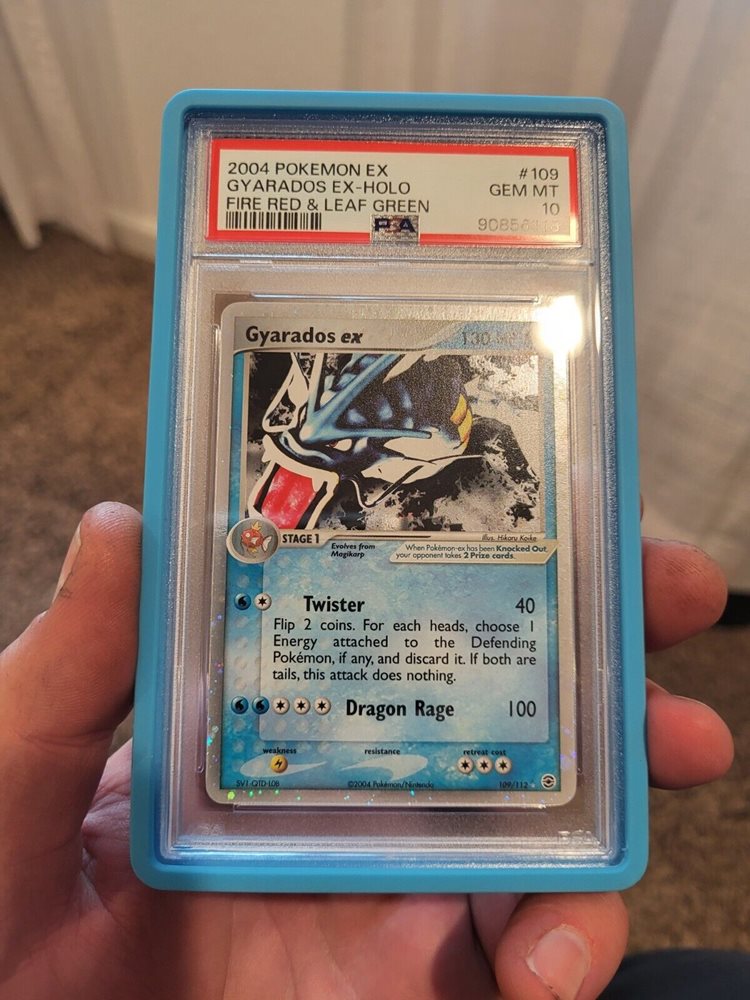 2004 POKEMON EX #109
GYARADOS EX-HOLO GEM MT
FIRE RED & LEAF GREEN 10
Gyarados ex 130
STAGE 1
Illus. Hikaru Koike
Evolves from
Magikarp
When Pokémon-ex has been Knocked Out,
your opponent takes 2 Prize cards.
Twister 40
Flip 2 coins. For each heads, choose 1
Energy attached to the Defending
Pokémon, if any, and discard it. If both are
tails, this attack does nothing.
Dragon Rage 100
weakness resistance retreat cost
©2004 Pokémon/Nintendo 109/112